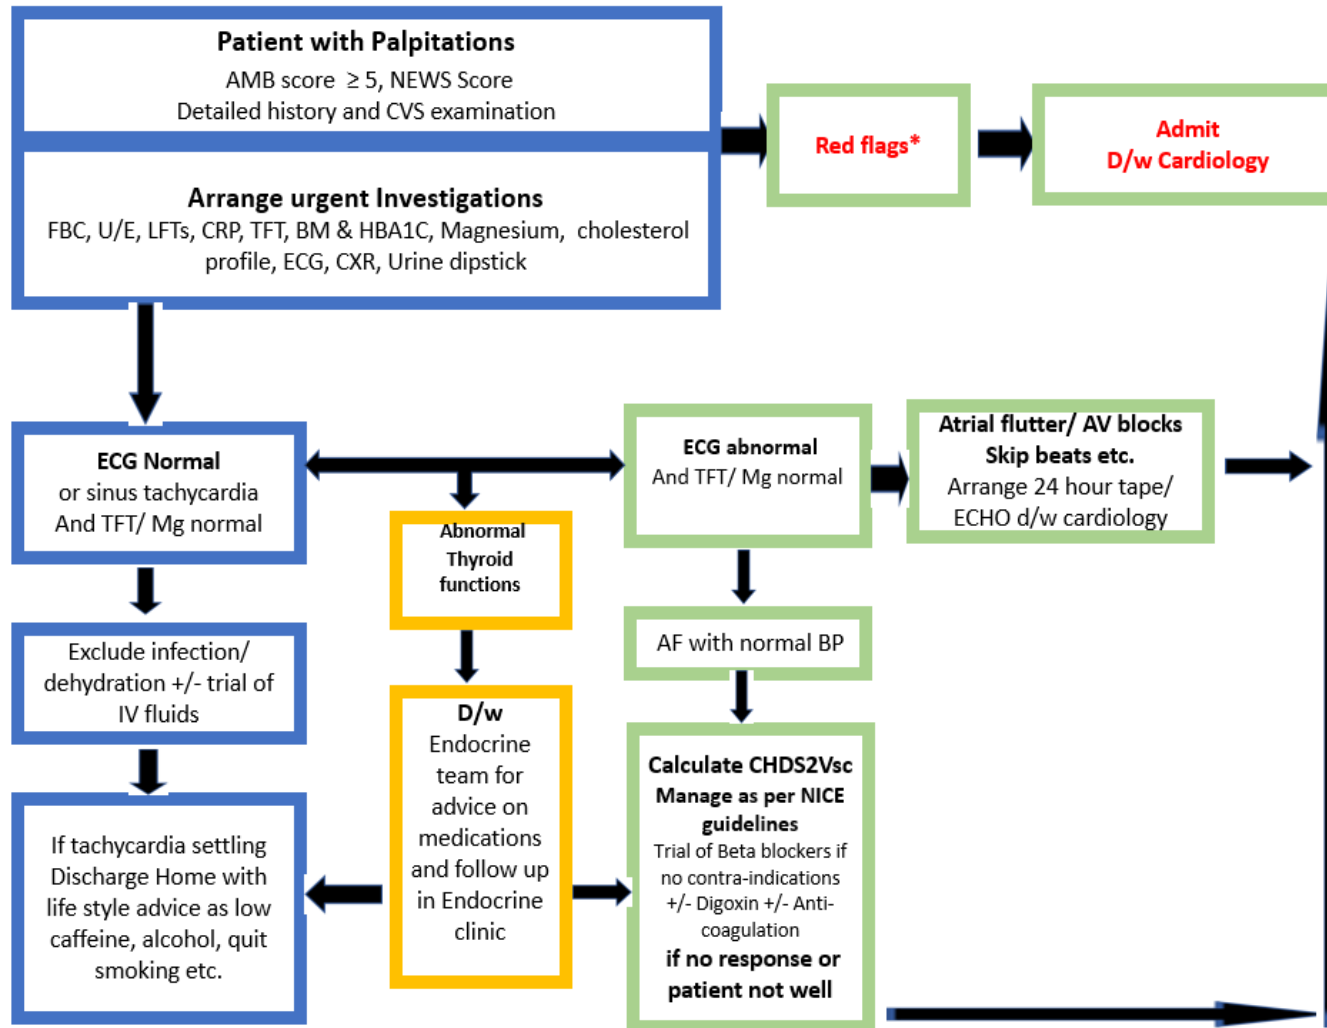 Patient with Palpitations
AMB score ≥ 5, NEWS Score
Detailed history and CVS examination
Arrange urgent Investigations
FBC, U/E, LFTs, CRP, TFT, BM & HBA1C, Magnesium, cholesterol
profile, ECG, CXR, Urine dipstick
Red flags*
Admit
D/w Cardiology
ECG Normal
or sinus tachycardia
And TFT/ Mg normal
Abnormal
Thyroid
functions
ECG abnormal
And TFT/ Mg normal
Atrial flutter/ AV blocks
Skip beats etc.
Arrange 24 hour tape/
ECHO d/w cardiology
Exclude infection/
dehydration +/- trial of
IV fluids
AF with normal BP
If tachycardia settling
Discharge Home with
life style advice as low
caffeine, alcohol, quit
smoking etc.
D/w
Endocrine
team for
advice on
medications
and follow up
in Endocrine
clinic
Calculate CHDS2Vsc
Manage as per NICE
guidelines
Trial of Beta blockers if
no contra-indications
+/- Digoxin +/- Anti-
coagulation
if no response or
patient not well